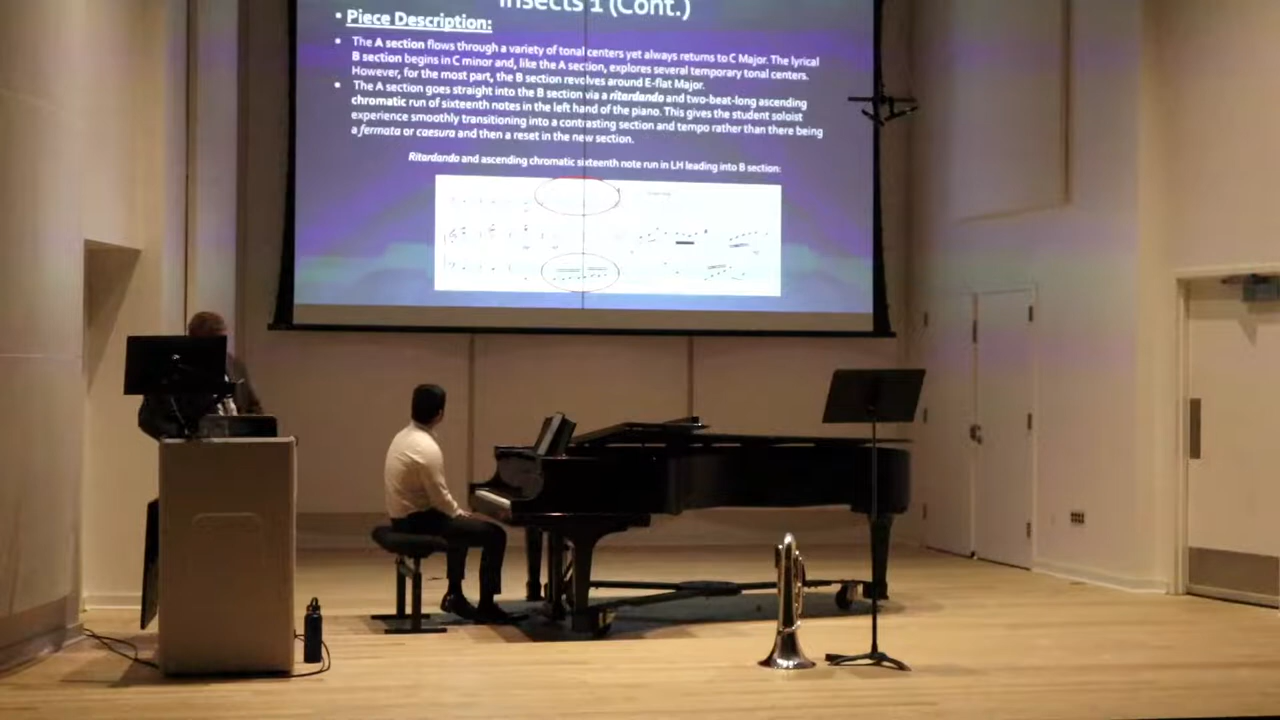 Insects 1 (Cont.)
• Piece Description:
• The A section flows through a variety of tonal centers yet always returns to C Major. The lyrical
B section begins in C minor and, like the A section, explores several temporary tonal centers.
However, for the most part, the B section revolves around E-flat Major.
• The A section goes straight into the B section via a ritardando and two-beat-long ascending
chromatic run of sixteenth notes in the left hand of the piano. This gives the student soloist
experience smoothly transitioning into a contrasting section and tempo rather than there being
a fermata or caesura and then a reset in the new section.
Ritardando and ascending chromatic sixteenth note run in LH leading into B section: